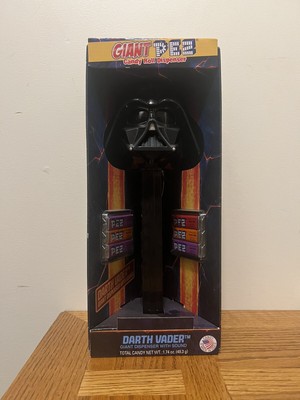 GIANT PEZ
Candy Roll Dispenser
PEZ PEZ
PEZ PEZ
PEZ PEZ
DARTH VADER™
GIANT DISPENSER WITH SOUND
TOTAL CANDY NET WT. 1.74 oz (49.3 g)